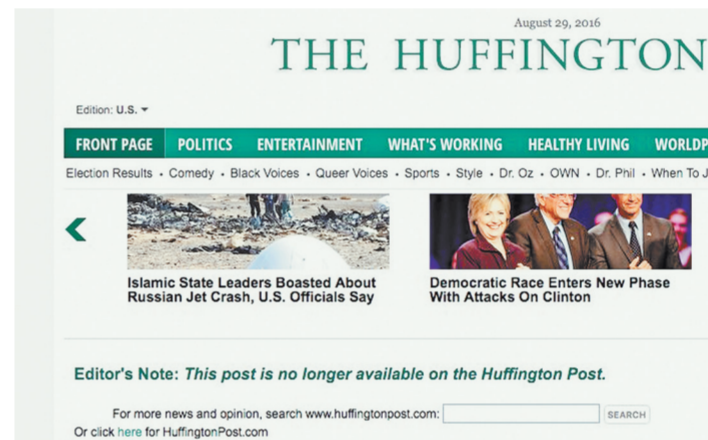 August 29, 2016
THE HUFFINGTON
Edition: U.S.
FRONT PAGE POLITICS ENTERTAINMENT WHAT'S WORKING HEALTHY LIVING WORLDP
Election Results • Comedy • Black Voices • Queer Voices • Sports • Style • Dr. Oz • OWN • Dr. Phil • When To J
Islamic State Leaders Boasted About
Russian Jet Crash, U.S. Officials Say
Democratic Race Enters New Phase
With Attacks On Clinton
Editor's Note: This post is no longer available on the Huffington Post.
For more news and opinion, search www.huffingtonpost.com: SEARCH
Or click here for HuffingtonPost.com